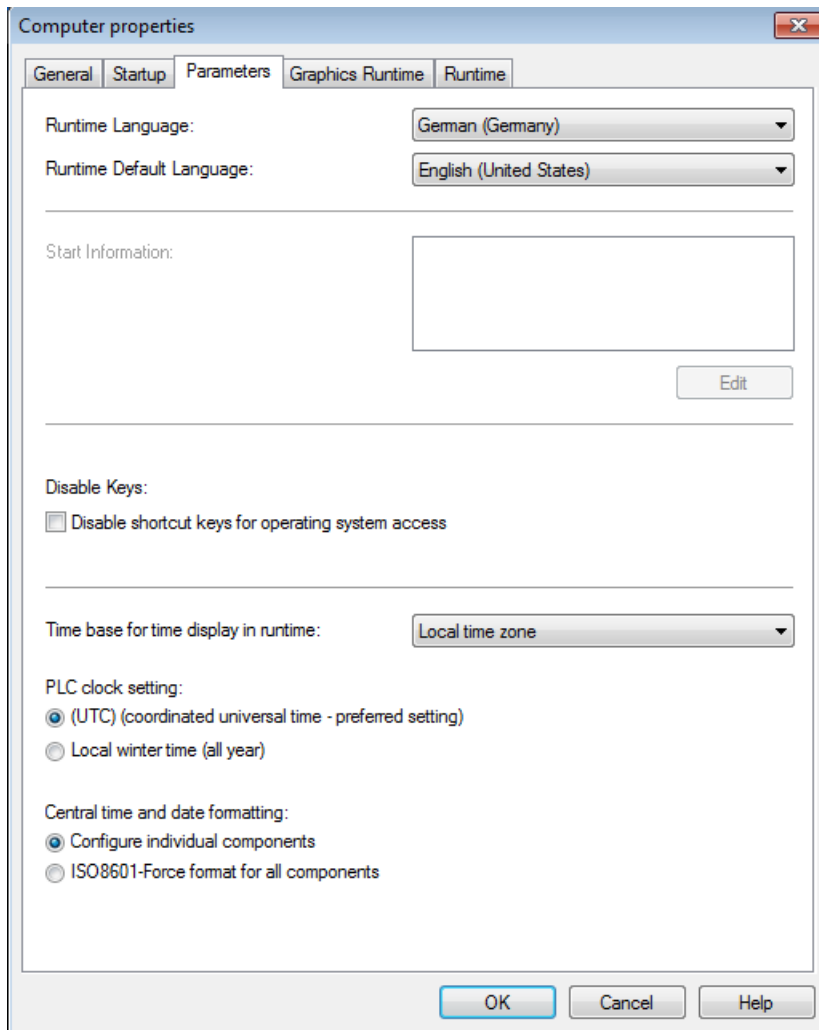 Computer properties
General Startup Parameters Graphics Runtime Runtime
Runtime Language: German (Germany)
Runtime Default Language: English (United States)
Start Information:
Edit
Disable Keys:
Disable shortcut keys for operating system access
Time base for time display in runtime: Local time zone
PLC clock setting:
(UTC) (coordinated universal time - preferred setting)
Local winter time (all year)
Central time and date formatting:
Configure individual components
ISO8601-Force format for all components
OK Cancel Help